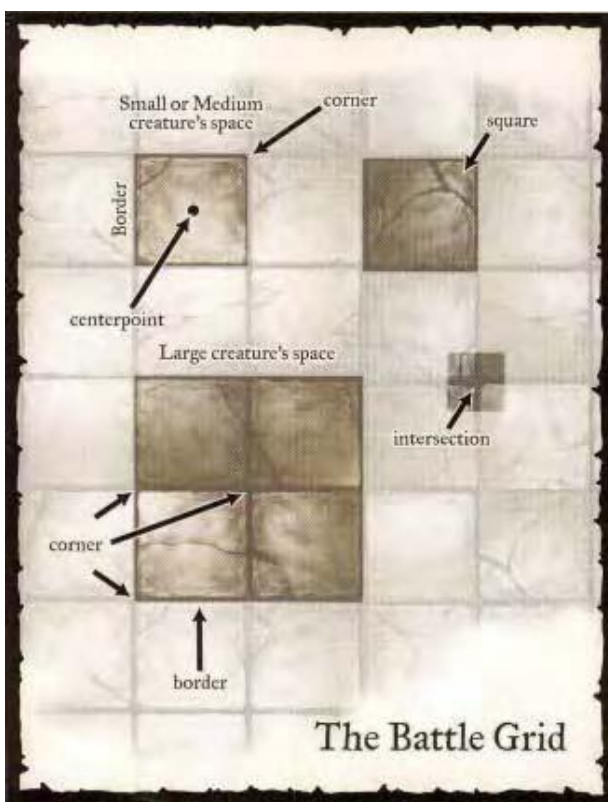 Small or Medium
creature's space
corner
square
Border
centerpoint
Large creature's space
intersection
corner
border
The Battle Grid